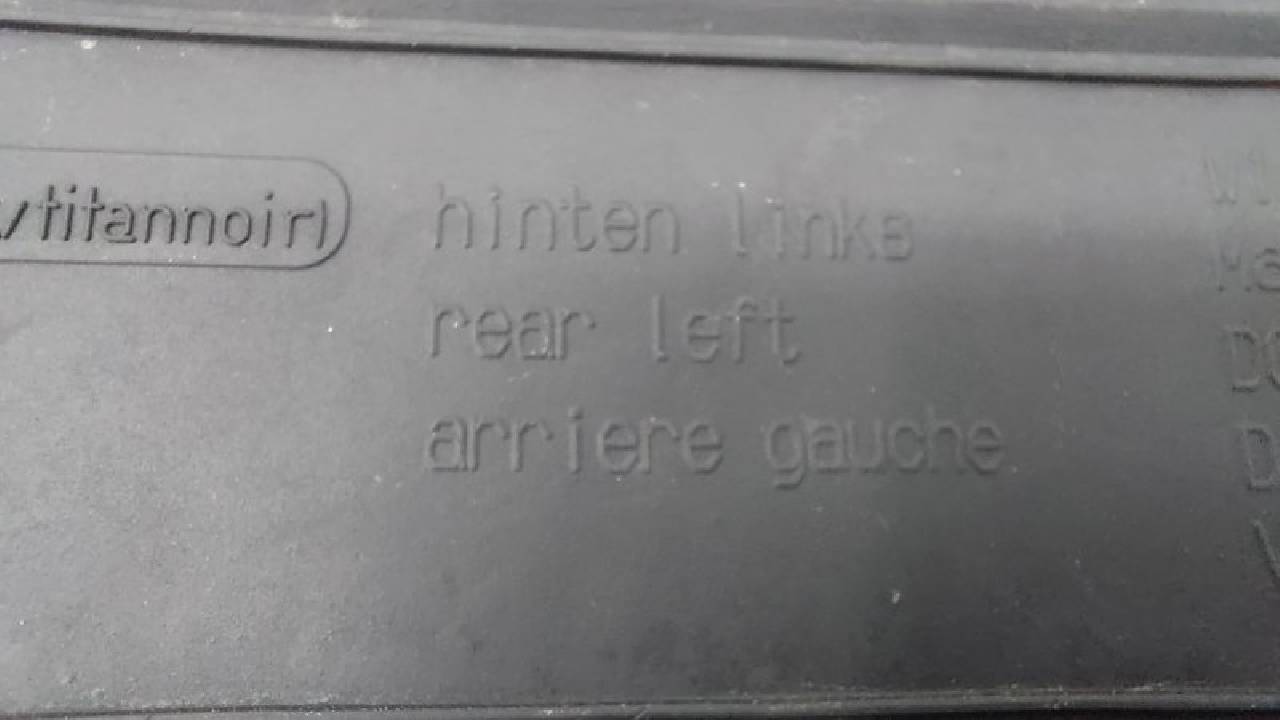 /titannoir)
hinten links
rear left
arriere gauche